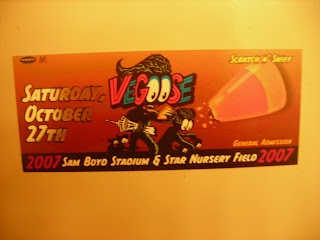 SCRATCH N' SNIFF
SATURDAY,
OCTOBER
27TH
VEGOOSE
GENERAL ADMISSION
2007 SAM BOYD STADIUM & STAR NURSERY FIELD 2007